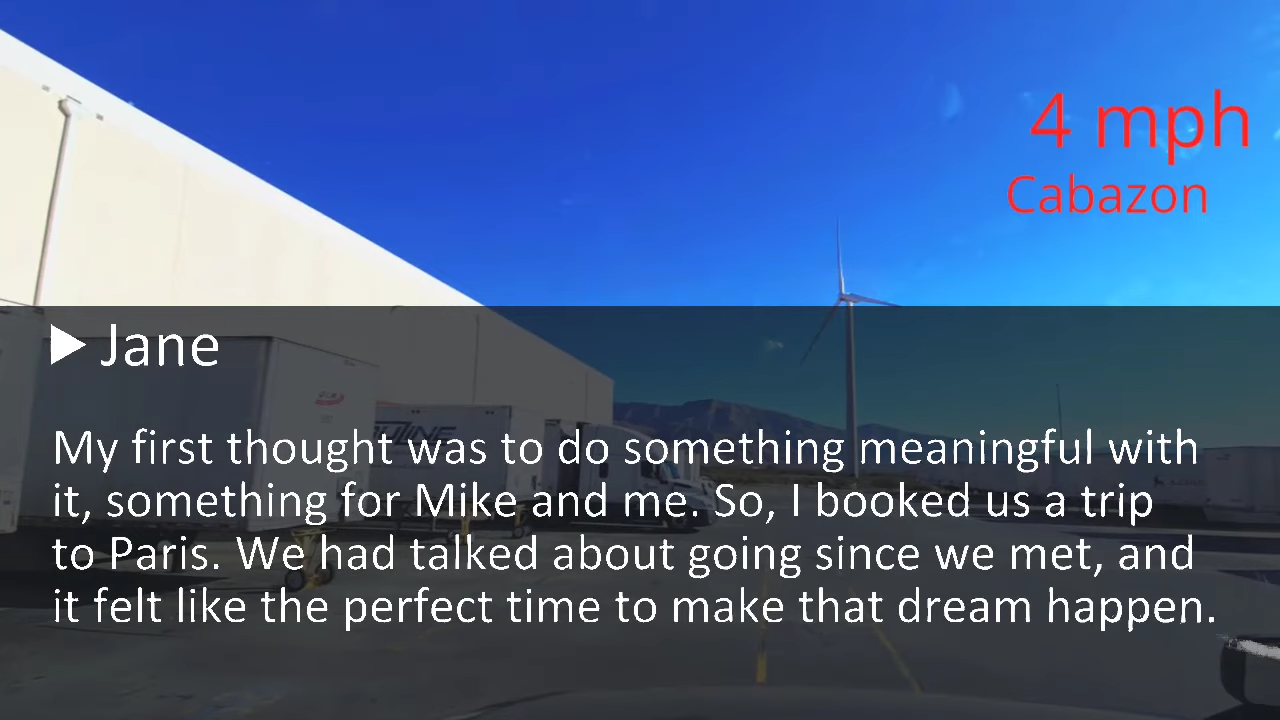 4 mph
Cabazon
Jane
My first thought was to do something meaningful with
it, something for Mike and me. So, I booked us a trip
to Paris. We had talked about going since we met, and
it felt like the perfect time to make that dream happen.